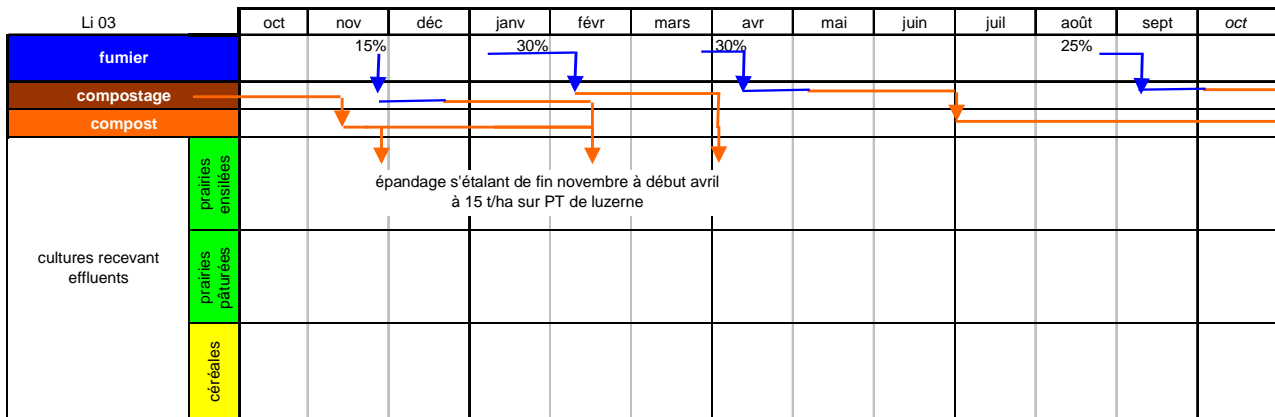 Li 03 oct nov déc janv févr mars avr mai juin juil août sept oct
fumier 15% 30% 30% 25%
compostage
compost
cultures recevant
effluents
prairies
ensilées
épandage s'étalant de fin novembre à début avril
à 15 t/ha sur PT de luzerne
prairies
pâturées
céréales